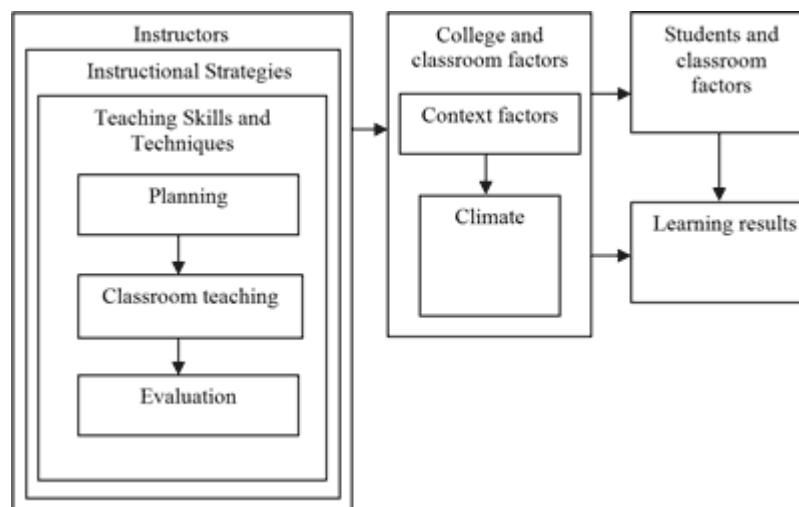 Instructors
Instructional Strategies
Teaching Skills and
Techniques
Planning
Classroom teaching
Evaluation
College and
classroom factors
Context factors
Climate
Students and
classroom
factors
Learning results